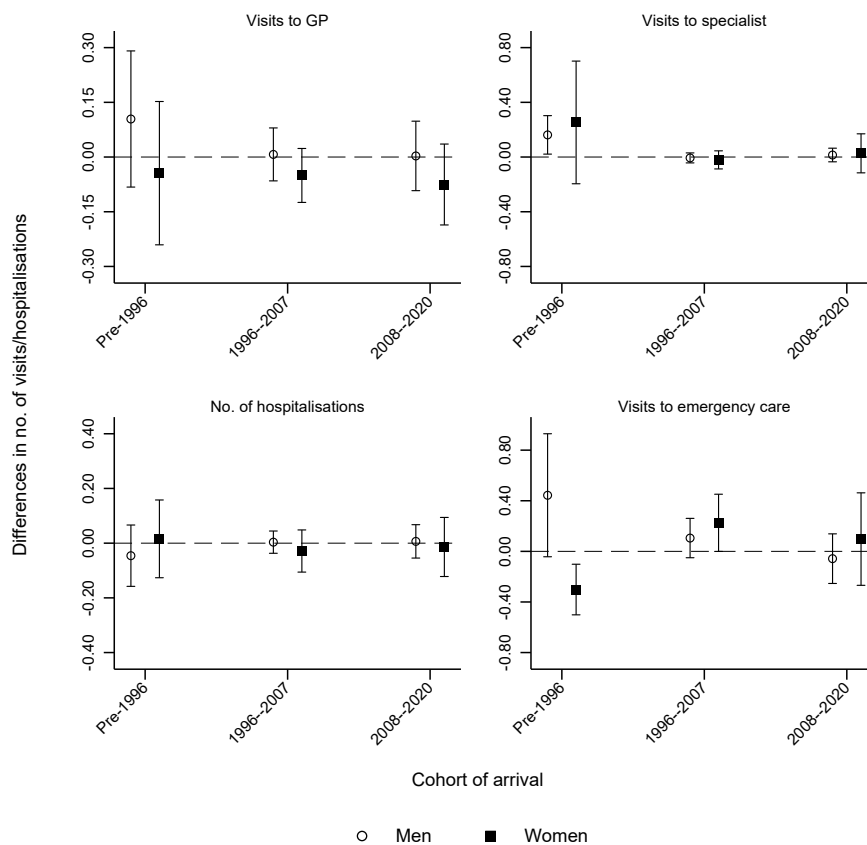 Visits to GP
Visits to specialist
0.30
0.15
0.00
-0.15
-0.30
0.80
0.40
0.00
-0.40
-0.80
Pre-1996
1996--2007
2008--2020
Pre-1996
1996--2007
2008--2020
Differences in no. of visits/hospitalisations
No. of hospitalisations
Visits to emergency care
0.40
0.20
0.00
-0.20
-0.40
0.80
0.40
0.00
-0.40
-0.80
Pre-1996
1996--2007
2008--2020
Pre-1996
1996--2007
2008--2020
Cohort of arrival
Men
Women